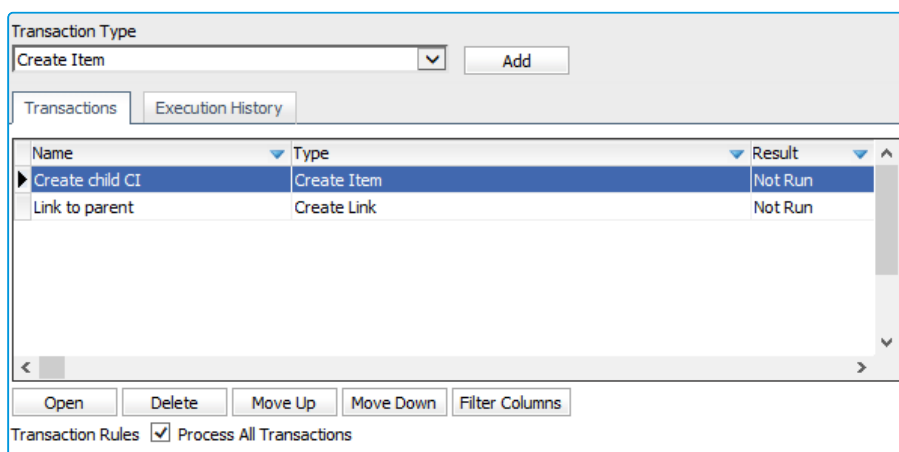 Transaction Type
Create Item Add
Transactions Execution History
Name Type Result
Create child CI Create Item Not Run
Link to parent Create Link Not Run
Open Delete Move Up Move Down Filter Columns
Transaction Rules Process All Transactions